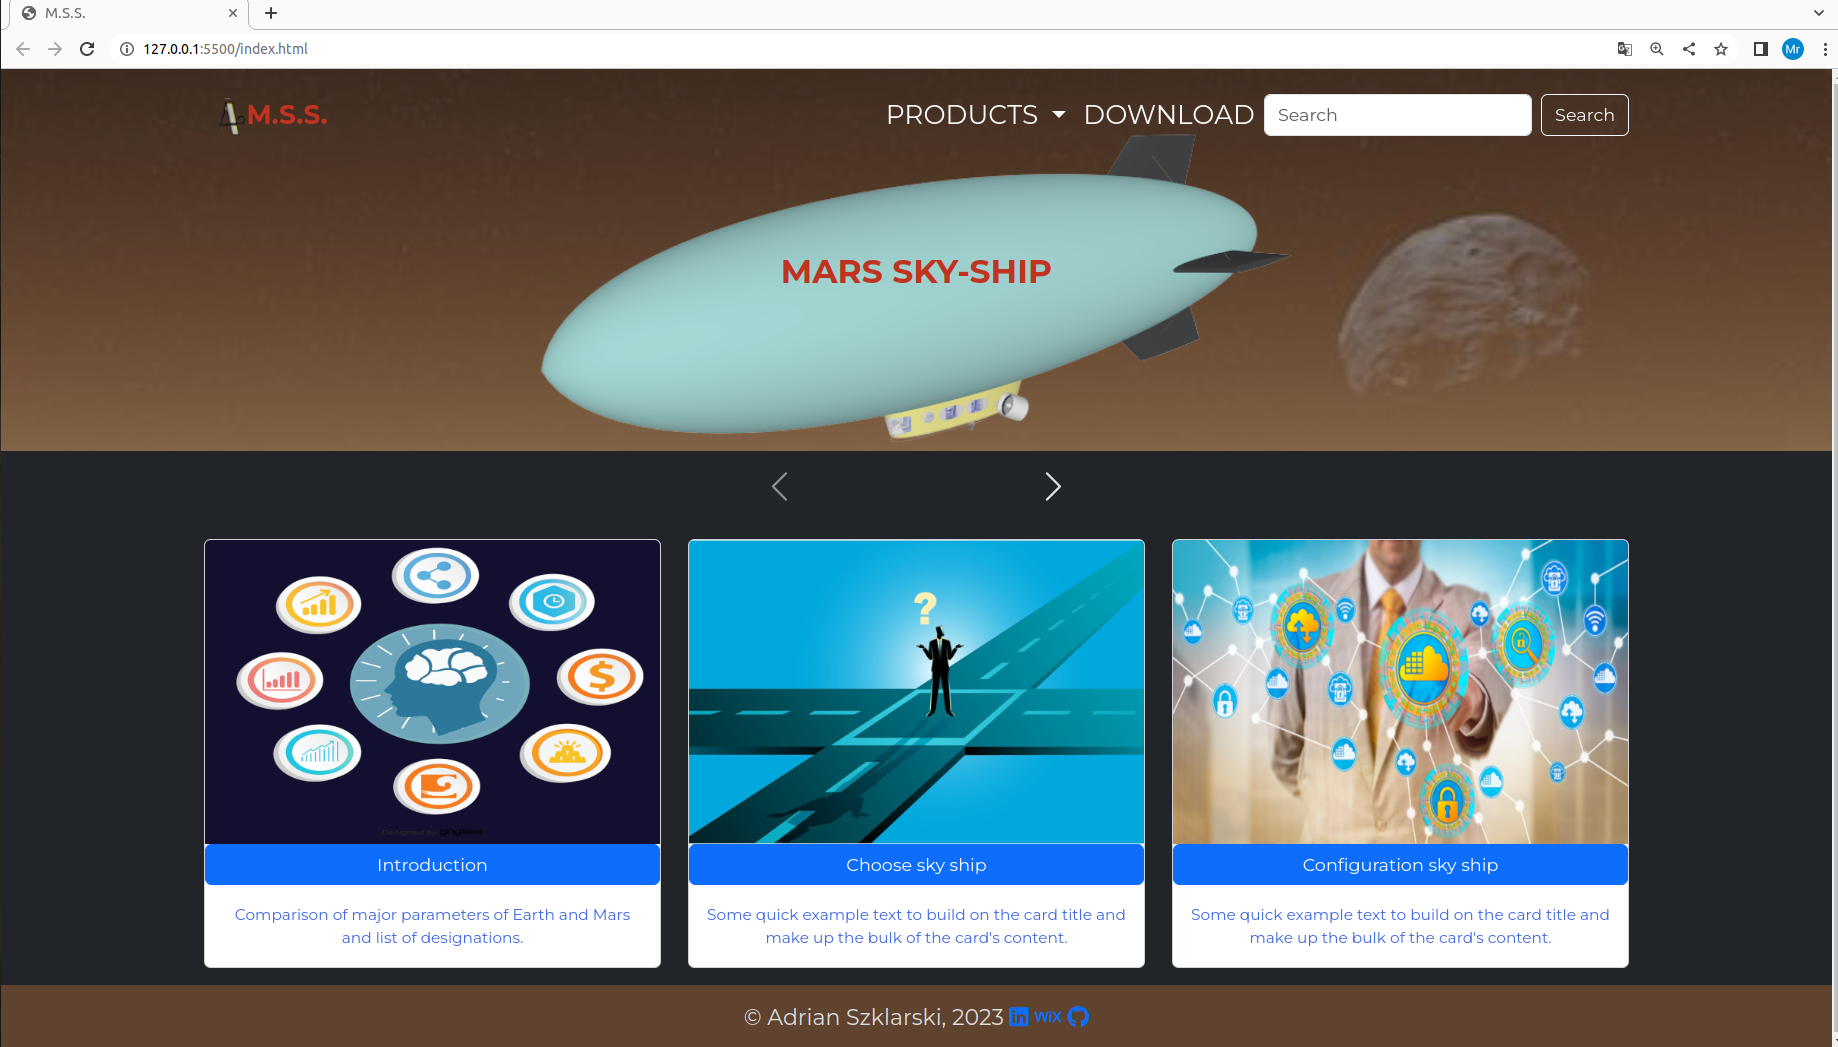 M.S.S.
127.0.0.1:5500/index.html
Mr
M.S.S.
PRODUCTS
DOWNLOAD
Search
Search
MARS SKY-SHIP
?
$
Designed by pngtree
Introduction
Choose sky ship
Configuration sky ship
Comparison of major parameters of Earth and Mars
and list of designations.
Some quick example text to build on the card title and
make up the bulk of the card's content.
Some quick example text to build on the card title and
make up the bulk of the card's content.
© Adrian Szklarski, 2023 in WIX